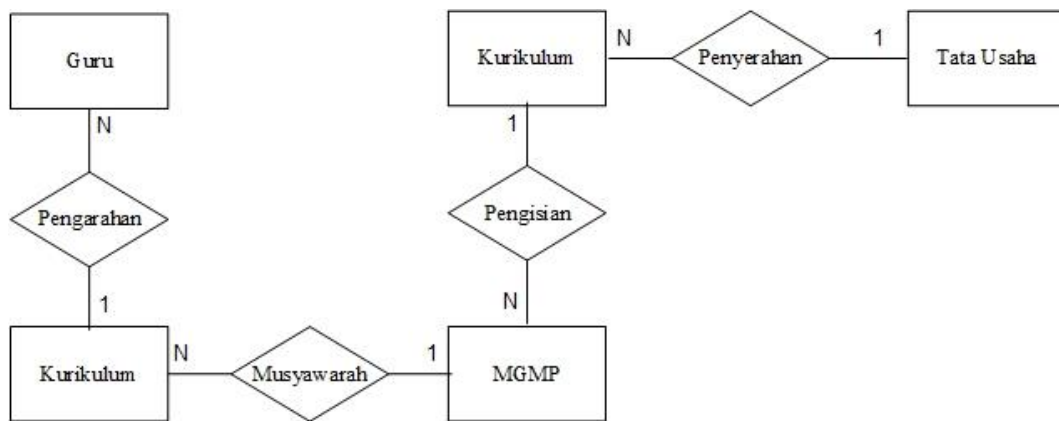 Guru
N
Pengarahan
1
Kurikulum
N
Musyawarah
1
MGMP
N
Pengisian
1
Kurikulum
N
Penyerahan
1
Tata Usaha